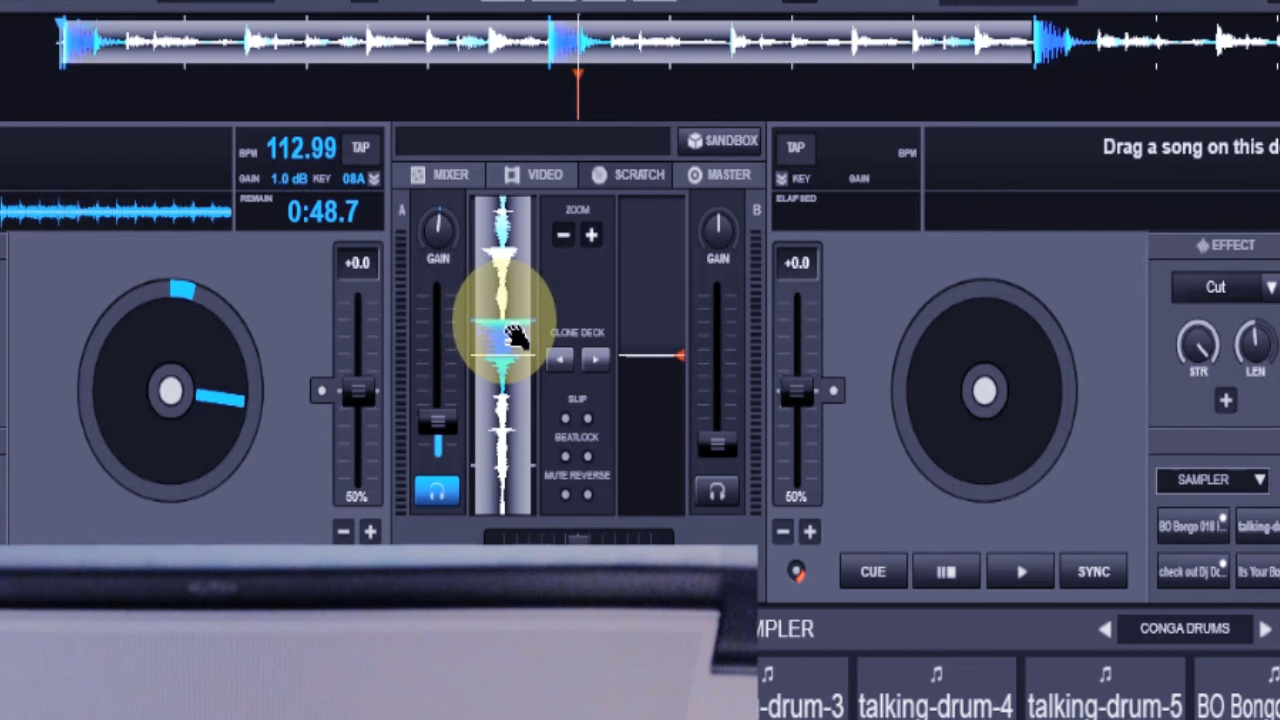 SANDBOX
BPM 112.99 TAP
GAIN 1.0 dB KEY 08A
REMAIN 0:48.7
MIXER VIDEO SCRATCH MASTER
TAP BPM
KEY GAIN
ELAPSED
Drag a song on this d
A
B
ZOOM
GAIN
GAIN
+0.0
+0.0
CLONE DECK
SLIP
BEATLOCK
MUTE REVERSE
50%
50%
EFFECT
Cut
STR LEN
SAMPLER
BO Bongo 018 talking-d
check out Dj Its Your Bo
CUE SYNC
MPLER
CONGA DRUMS
-drum-3 talking-drum-4 talking-drum-5 BO Bongo